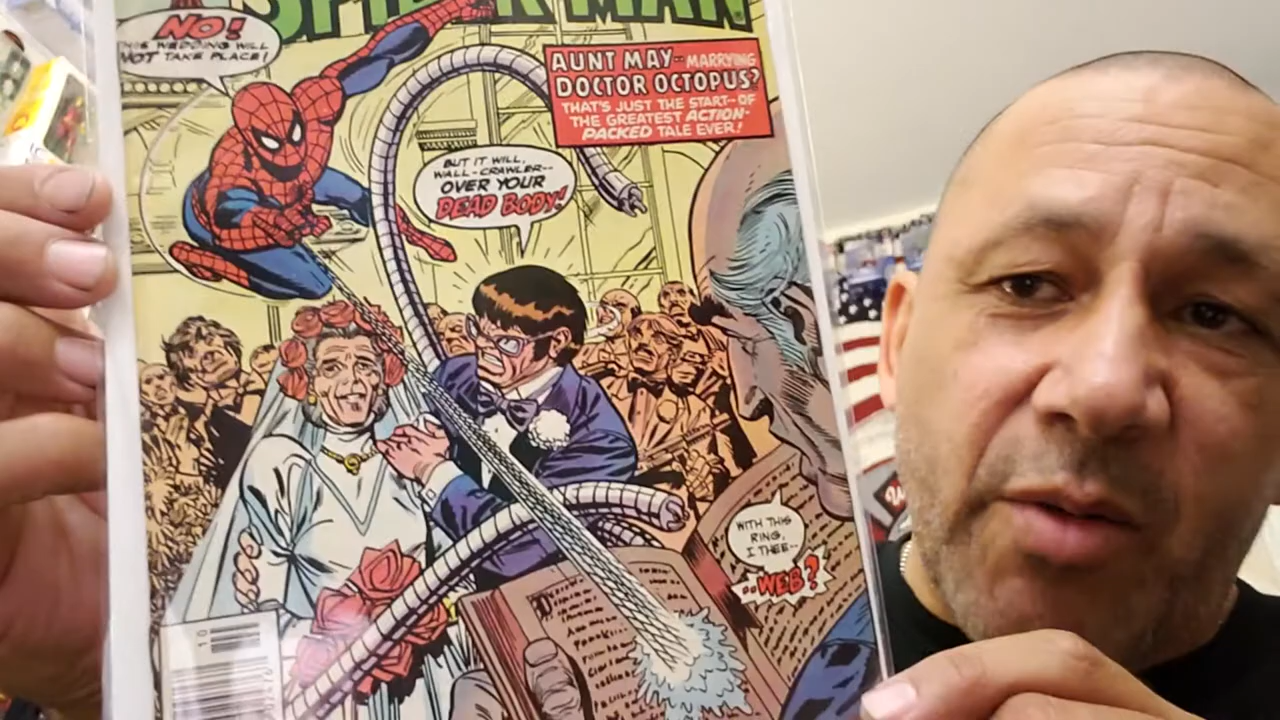 SPIDER-MAN
NO!
THIS WEDDING WILL
NOT TAKE PLACE!
AUNT MAY-- MARRYING
DOCTOR OCTOPUS?
THAT'S JUST THE START--OF
THE GREATEST ACTION-
PACKED TALE EVER!
BUT IT WILL,
WALL-CRAWLER--
OVER YOUR
DEAD BODY!
WITH THIS
RING,
I THEE--
--WEB?
10